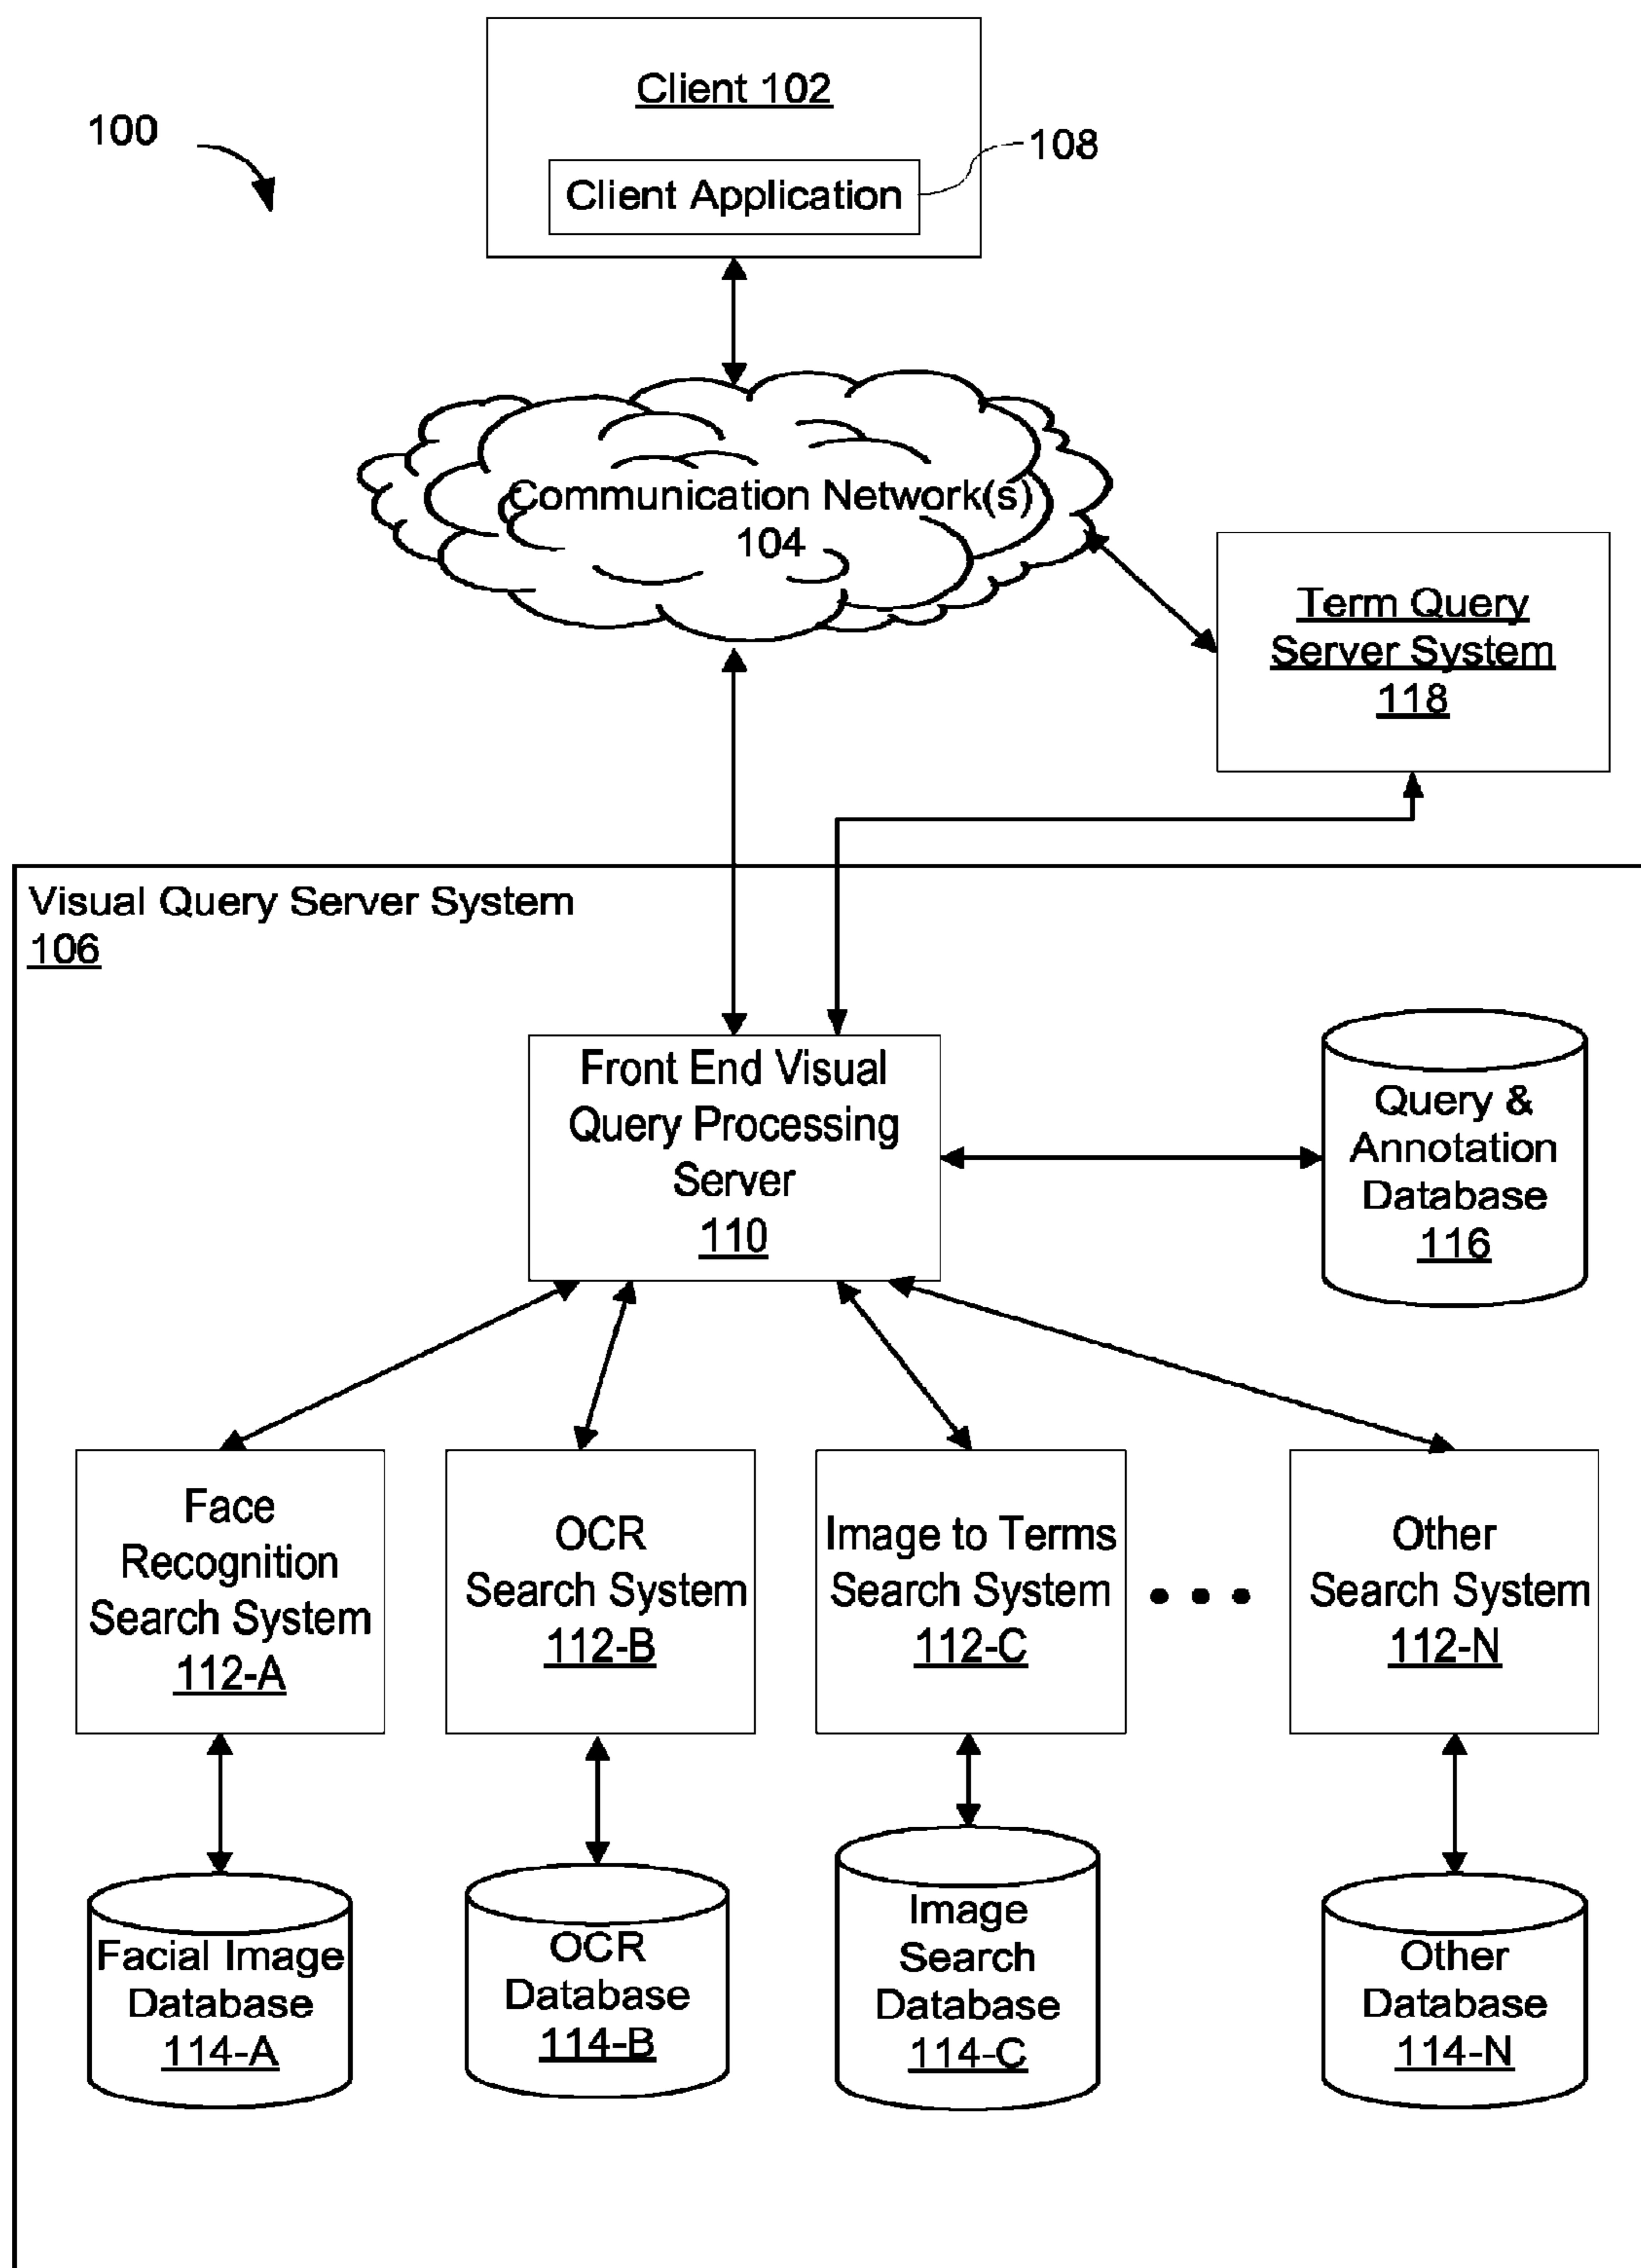 Client 102
100
108
Client Application
Communication Network(s)
104
Term Query
Server System
118
Visual Query Server System
106
Front End Visual
Query Processing
Server
110
Query &
Annotation
Database
116
Face
Recognition
Search System
112-A
OCR
Search System
112-B
Image to Terms
Search System
112-C
• • •
Other
Search System
112-N
Facial Image
Database
114-A
OCR
Database
114-B
Image
Search
Database
114-C
Other
Database
114-N